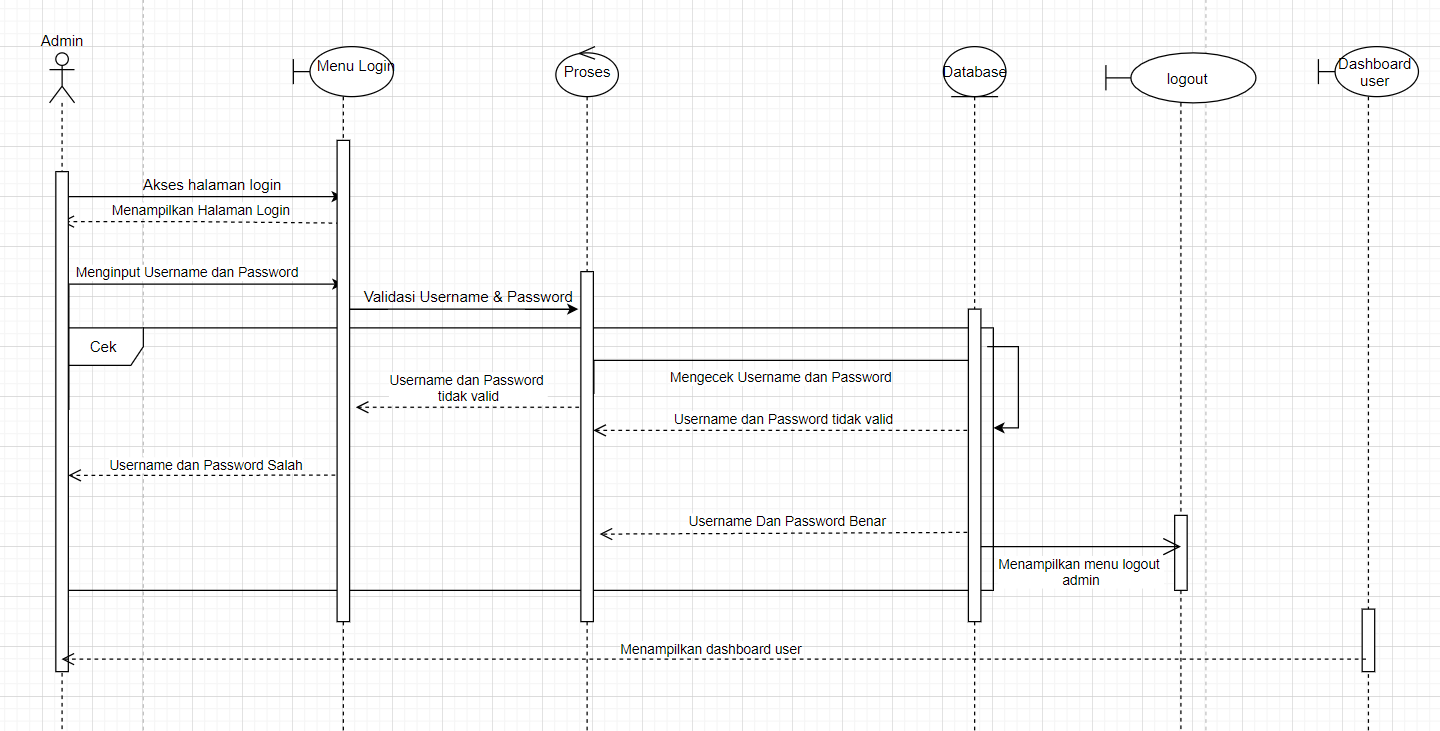 Admin
Menu Login
Proses
Database
logout
Dashboard
user
Akses halaman login
Menampilkan Halaman Login
Menginput Username dan Password
Validasi Username & Password
Cek
Mengecek Username dan Password
Username dan Password
tidak valid
Username dan Password tidak valid
Username dan Password Salah
Username Dan Password Benar
Menampilkan menu logout
admin
Menampilkan dashboard user